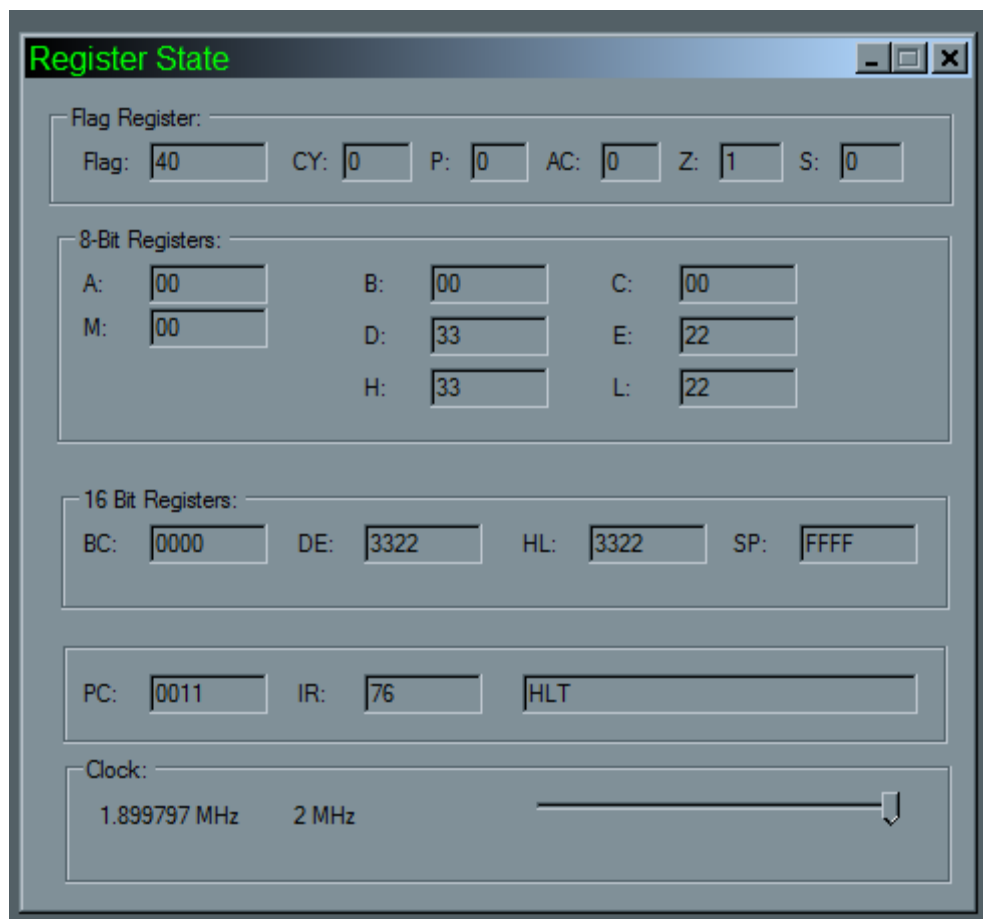 Register State
Flag Register:
Flag: 40 CY: 0 P: 0 AC: 0 Z: 1 S: 0
8-Bit Registers:
A: 00 B: 00 C: 00
M: 00 D: 33 E: 22
H: 33 L: 22
16 Bit Registers:
BC: 0000 DE: 3322 HL: 3322 SP: FFFF
PC: 0011 IR: 76 HLT
Clock:
1.899797 MHz 2 MHz